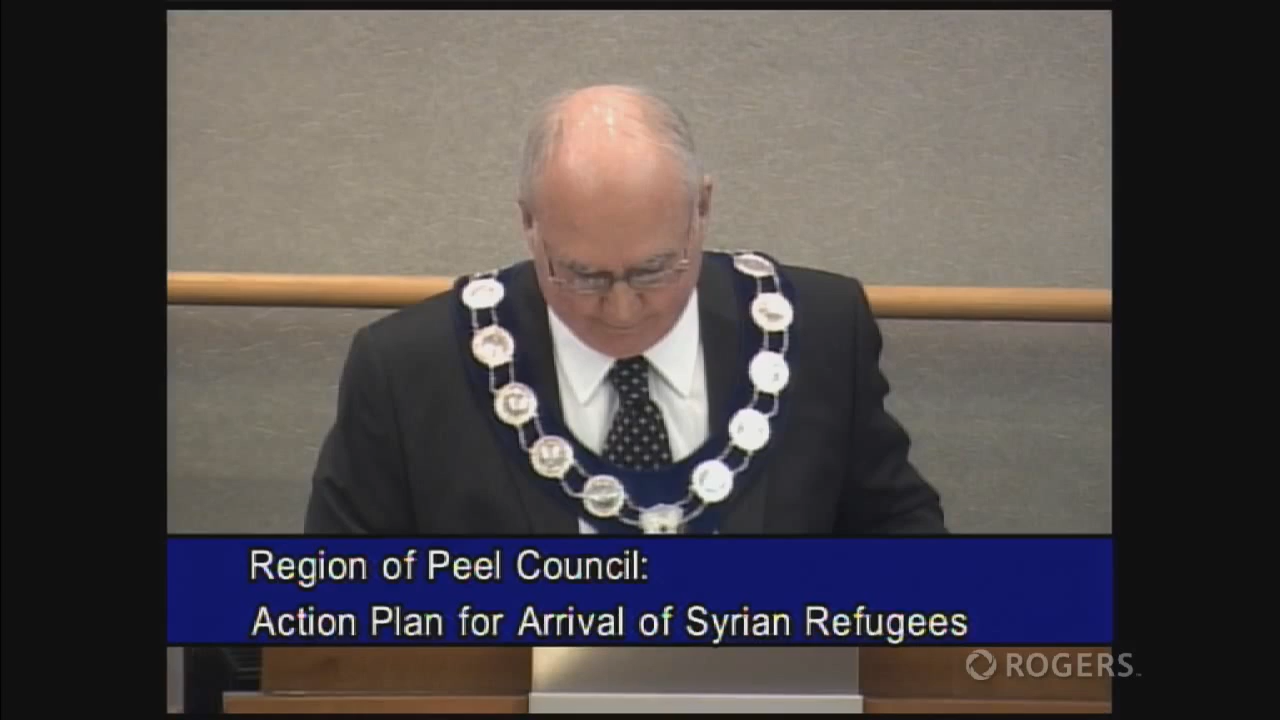 Region of Peel Council:
Action Plan for Arrival of Syrian Refugees
ROGERS